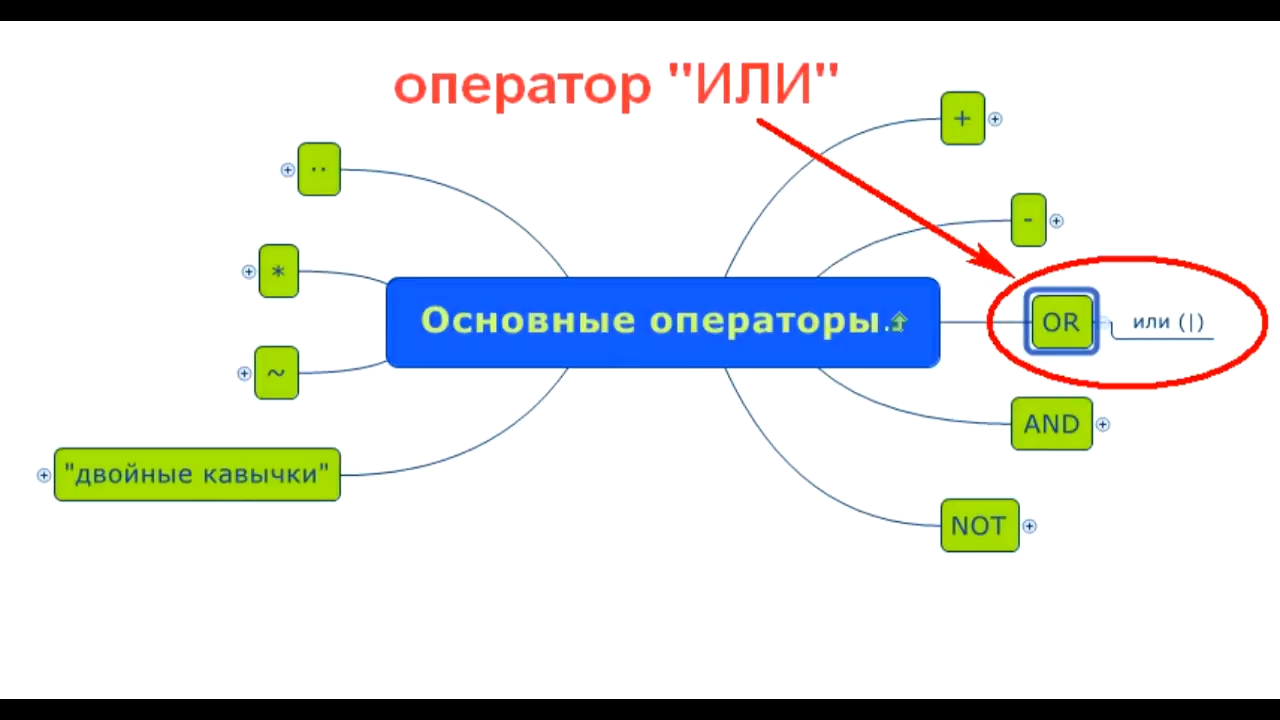 оператор "ИЛИ"
+
··
-
*
Основные операторы.
OR
или (|)
~
AND
"двойные кавычки"
NOT